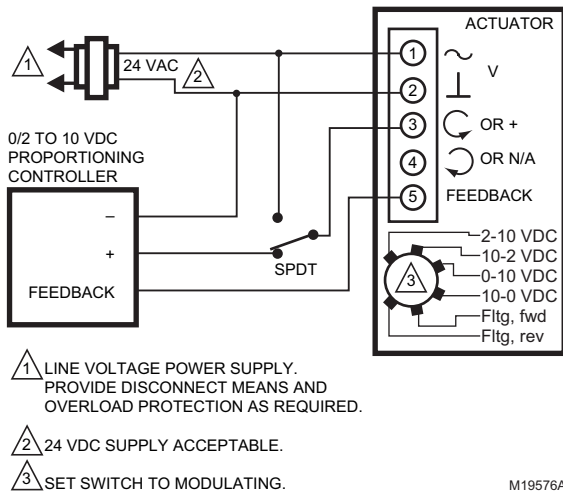 ACTUATOR
1
24 VAC
2
1
2
3
4
5
V
OR +
OR N/A
FEEDBACK
0/2 TO 10 VDC
PROPORTIONING
CONTROLLER
–
+
FEEDBACK
SPDT
3
2-10 VDC
10-2 VDC
0-10 VDC
10-0 VDC
Fltg, fwd
Fltg, rev
1 LINE VOLTAGE POWER SUPPLY.
PROVIDE DISCONNECT MEANS AND
OVERLOAD PROTECTION AS REQUIRED.
2 24 VDC SUPPLY ACCEPTABLE.
3 SET SWITCH TO MODULATING.
M19576A